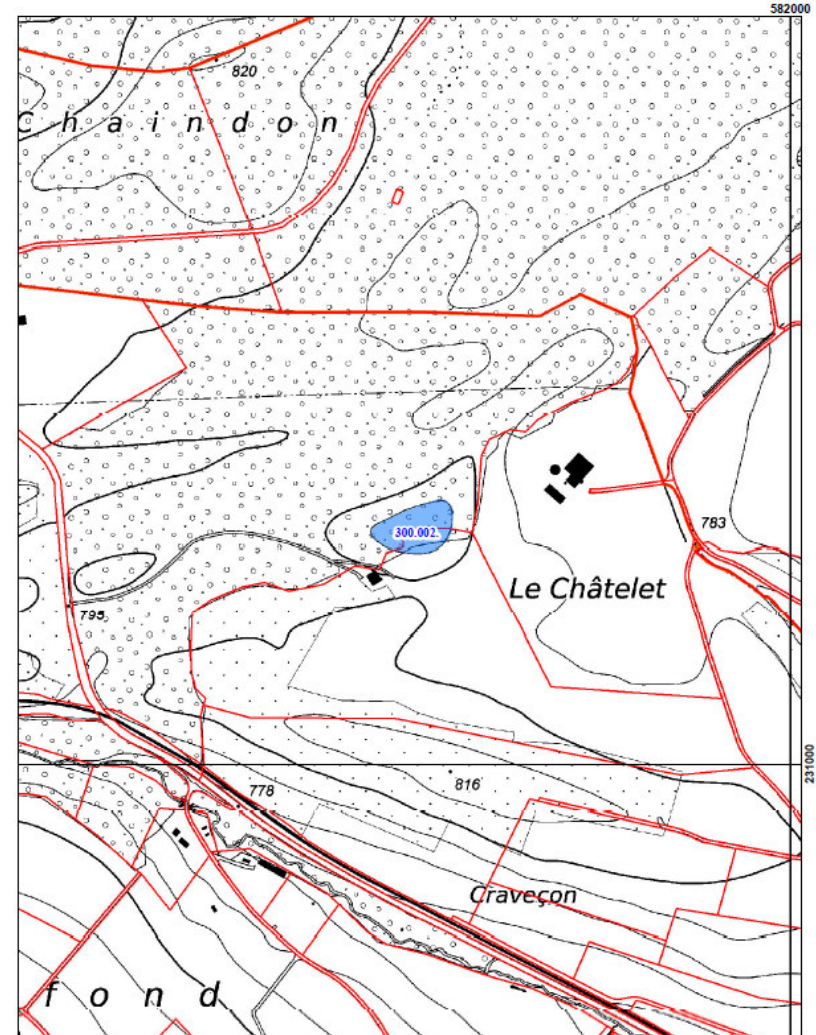 582000
820
C h a i n d o n
300.002.
783
Le Châtelet
795
231000
778
816
Craveçon
f o n d